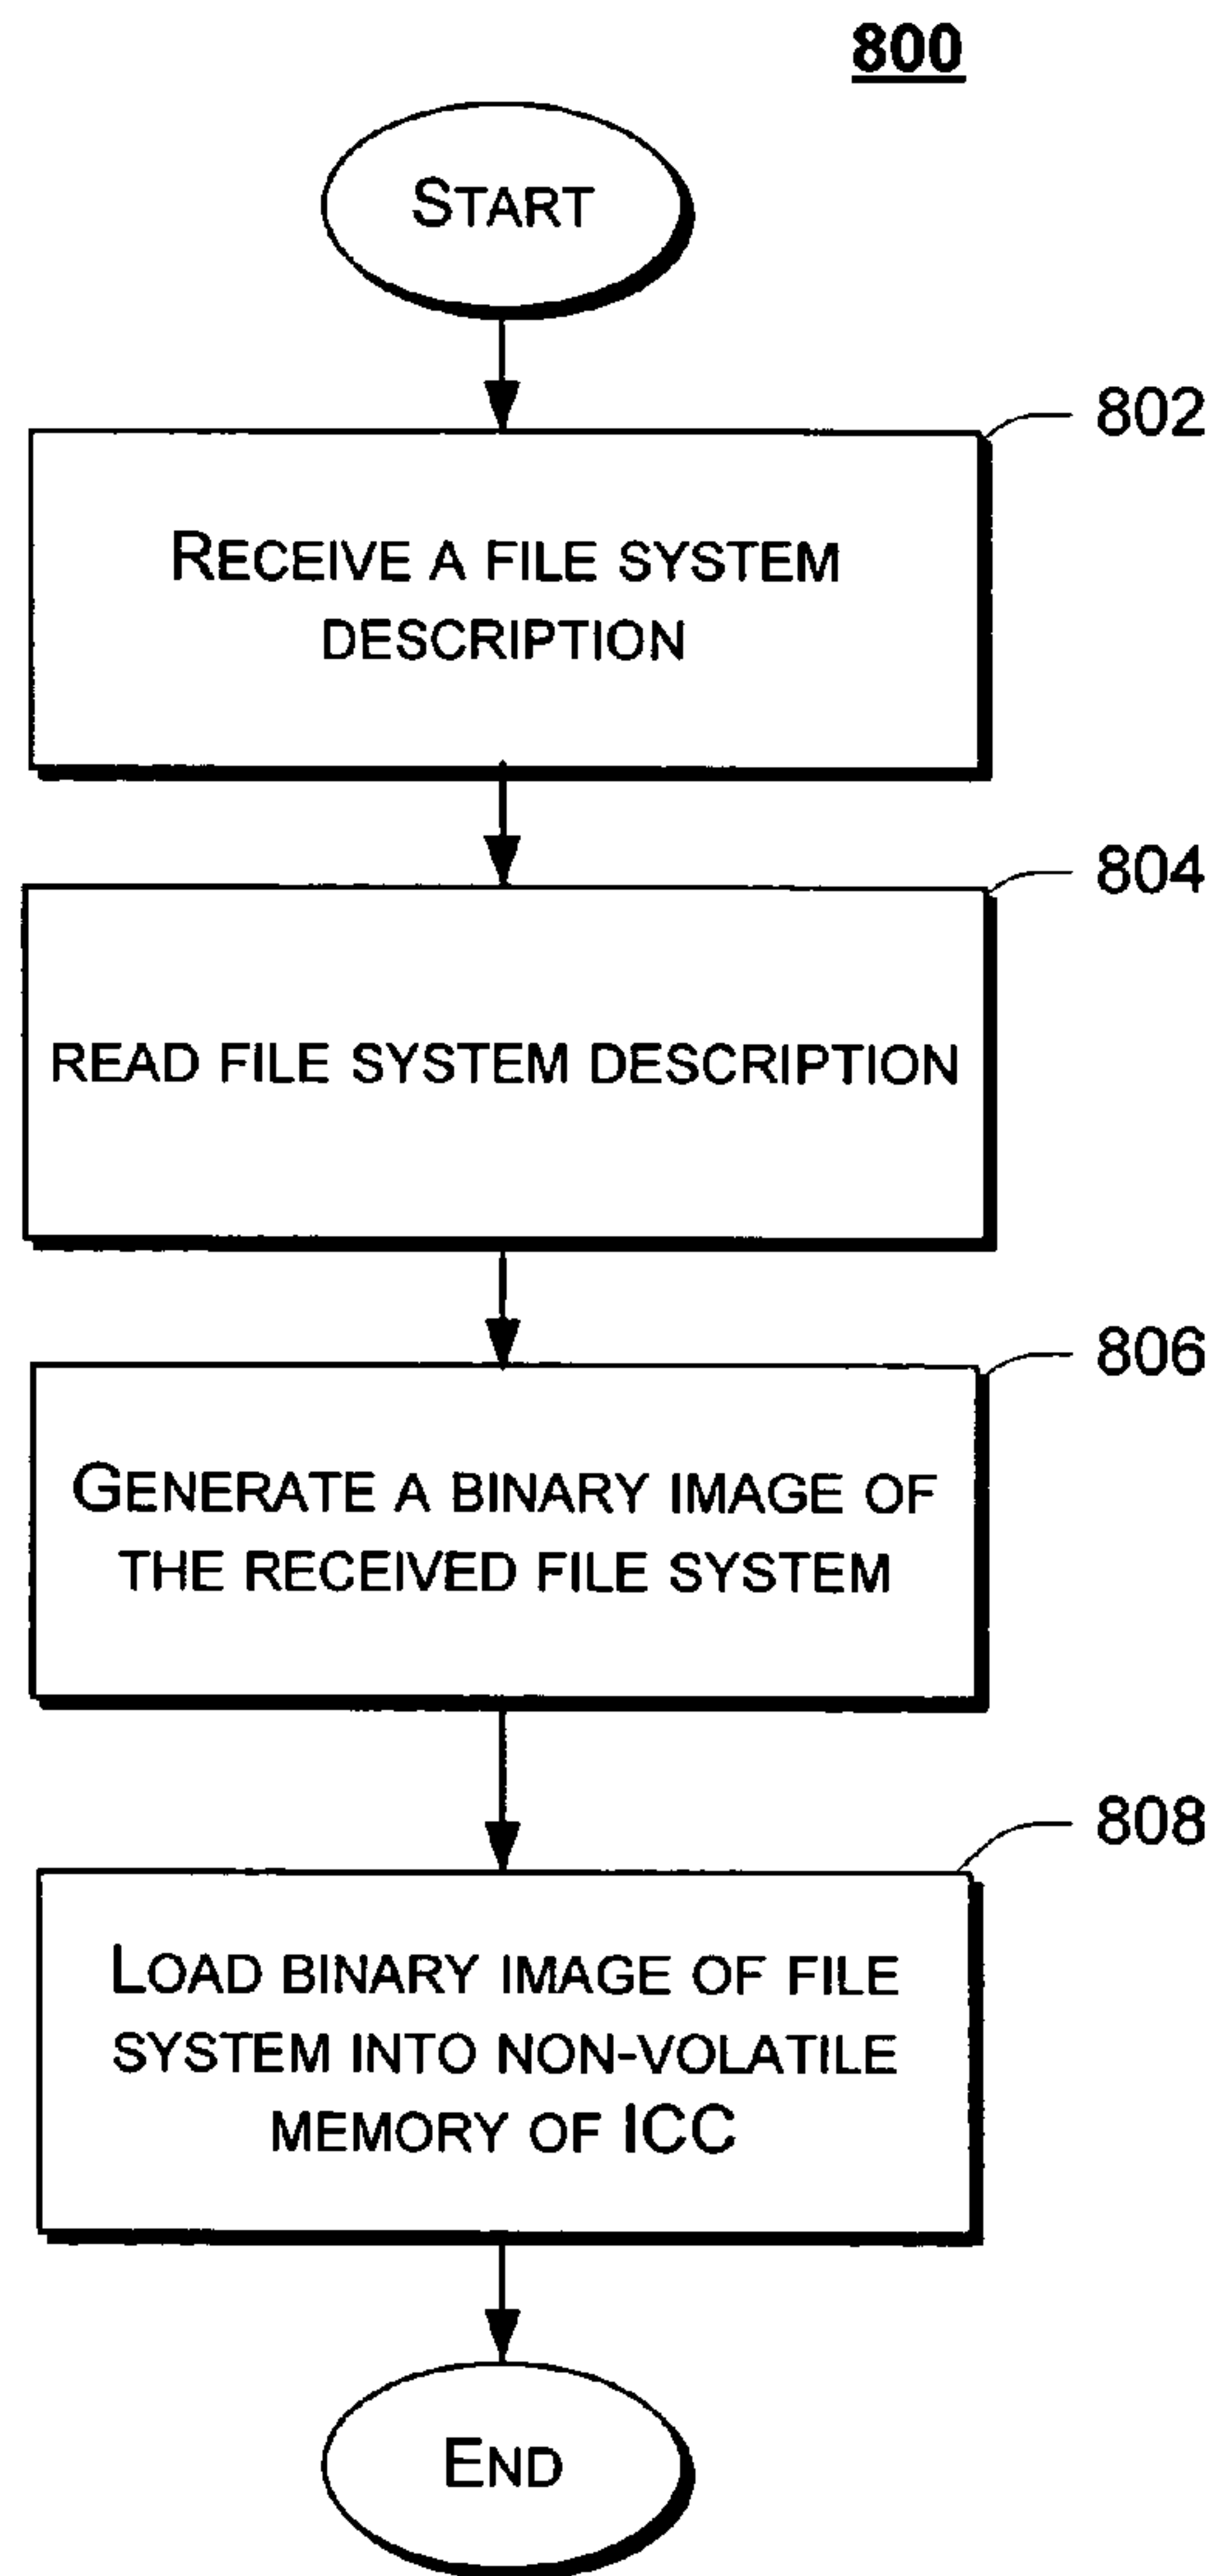 800
START
802
RECEIVE A FILE SYSTEM
DESCRIPTION
804
READ FILE SYSTEM DESCRIPTION
806
GENERATE A BINARY IMAGE OF
THE RECEIVED FILE SYSTEM
808
LOAD BINARY IMAGE OF FILE
SYSTEM INTO NON-VOLATILE
MEMORY OF ICC
END